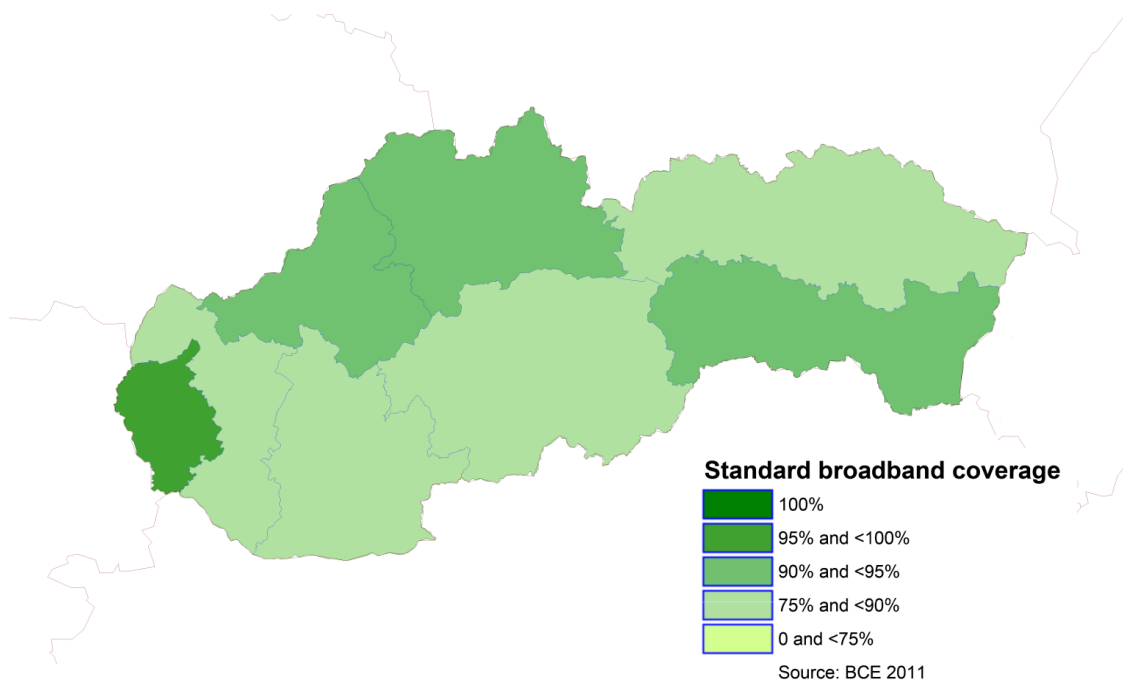 Standard broadband coverage
100%
95% and <100%
90% and <95%
75% and <90%
0 and <75%
Source: BCE 2011